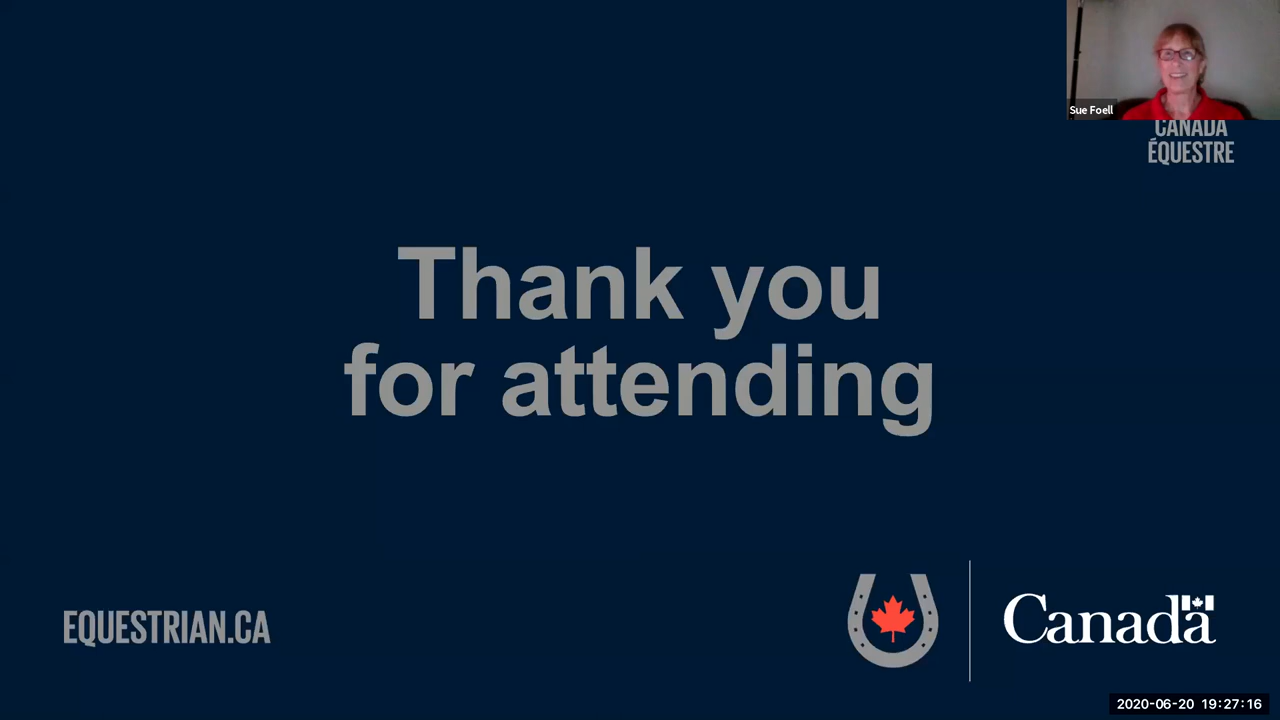 Sue Foell
CANADA
ÉQUESTRE
Thank you
for attending
EQUESTRIAN.CA
Canada
2020-06-20 19:27:16